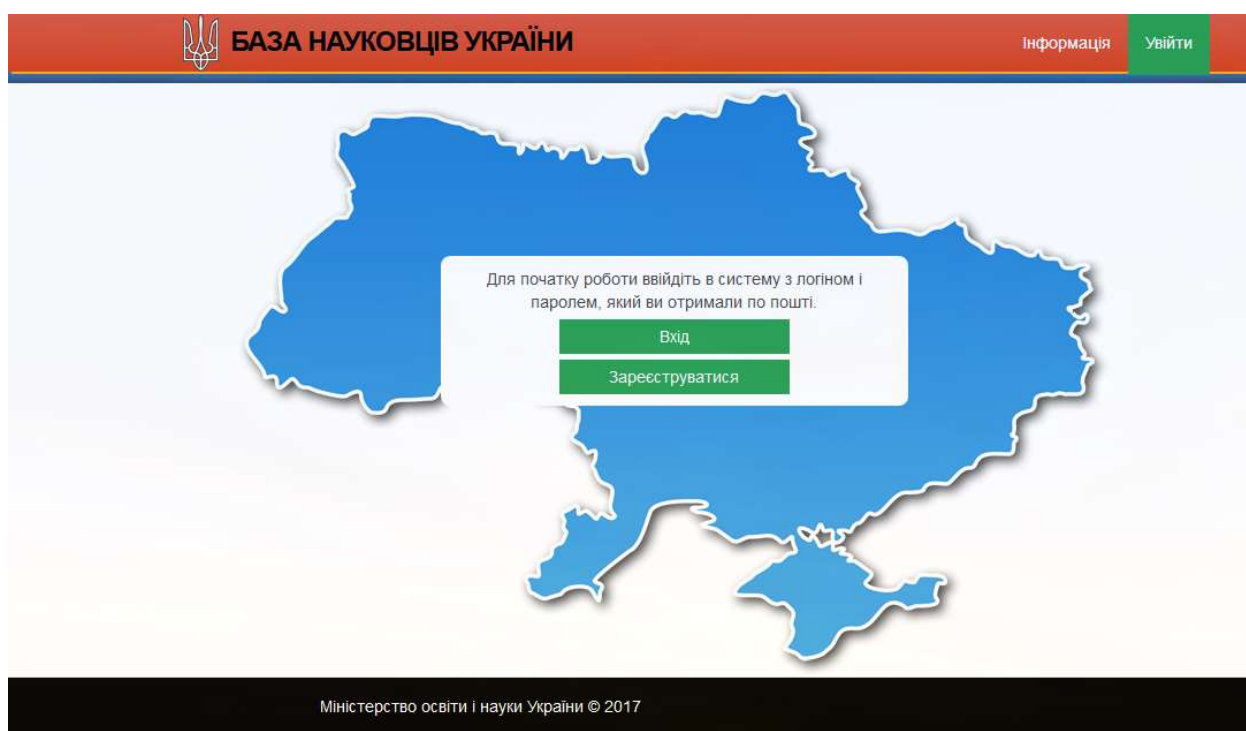 БАЗА НАУКОВЦІВ УКРАЇНИ
Інформація
Увійти
Для початку роботи ввійдіть в систему з логіном і
паролем, який ви отримали по пошті.
Вхід
Зареєструватися
Міністерство освіти і науки України © 2017